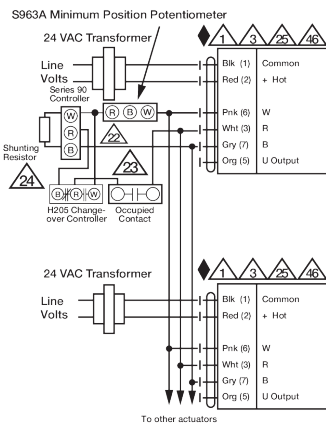 S963A Minimum Position Potentiometer
24 VAC Transformer
1 3 25 46
Line
Volts
Blk (1) Common
Red (2) + Hot
Series 90
Controller
W
R
B
R B W
Pnk (6) W
Wht (3) R
Gry (7) B
Org (5) U Output
Shunting
Resistor
22
23
24
B R W
H205 Change-
over Controller
Occupied
Contact
24 VAC Transformer
1 3 25 46
Line
Volts
Blk (1) Common
Red (2) + Hot
Pnk (6) W
Wht (3) R
Gry (7) B
Org (5) U Output
To other actuators